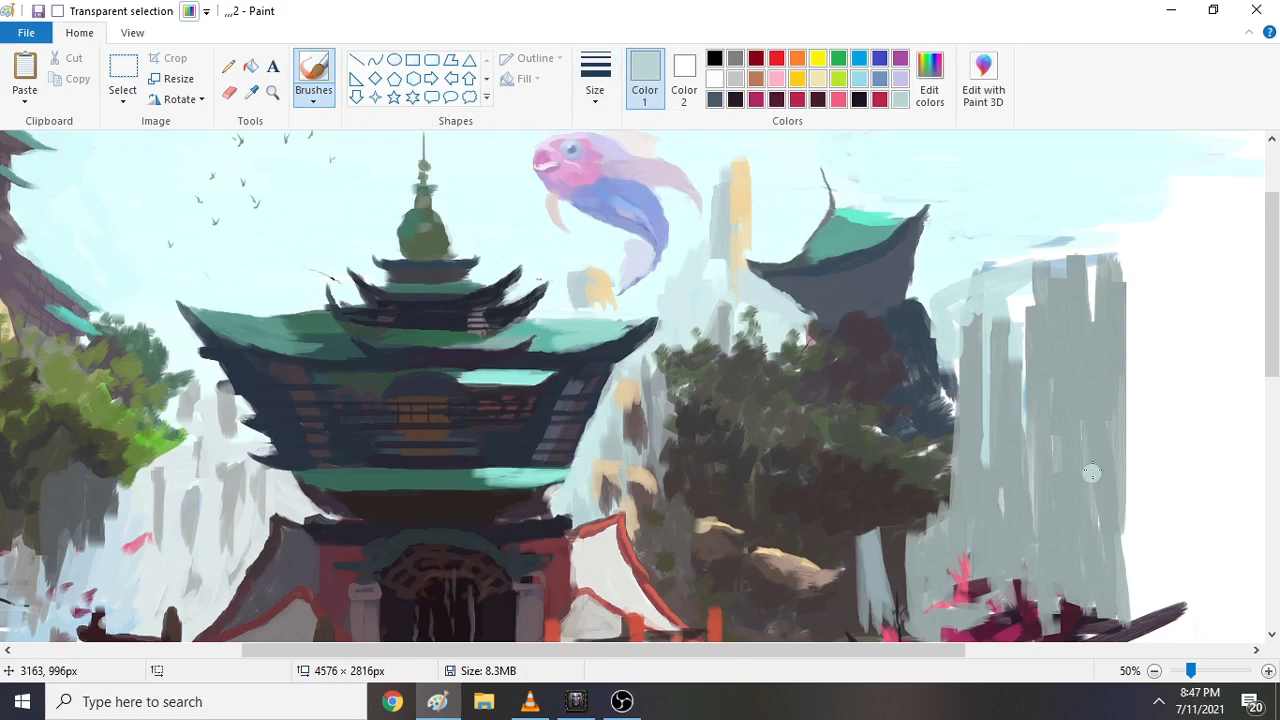 Transparent selection ,,,2 - Paint
File Home View
Paste
Cut
Copy
Clipboard
Select
Crop
Resize
Rotate
Image
A
Tools
Brushes
Outline
Fill
Shapes
Size
Color 1
Color 2
Edit colors
Colors
Edit with Paint 3D
3163, 996px
4576 × 2816px
Size: 8.3MB
50%
Type here to search
8:47 PM
7/11/2021
20